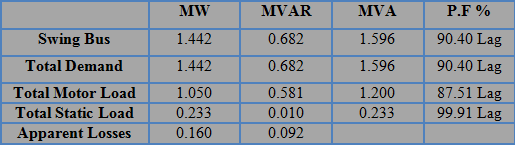 MW MVAR MVA P.F %
Swing Bus 1.442 0.682 1.596 90.40 Lag
Total Demand 1.442 0.682 1.596 90.40 Lag
Total Motor Load 1.050 0.581 1.200 87.51 Lag
Total Static Load 0.233 0.010 0.233 99.91 Lag
Apparent Losses 0.160 0.092